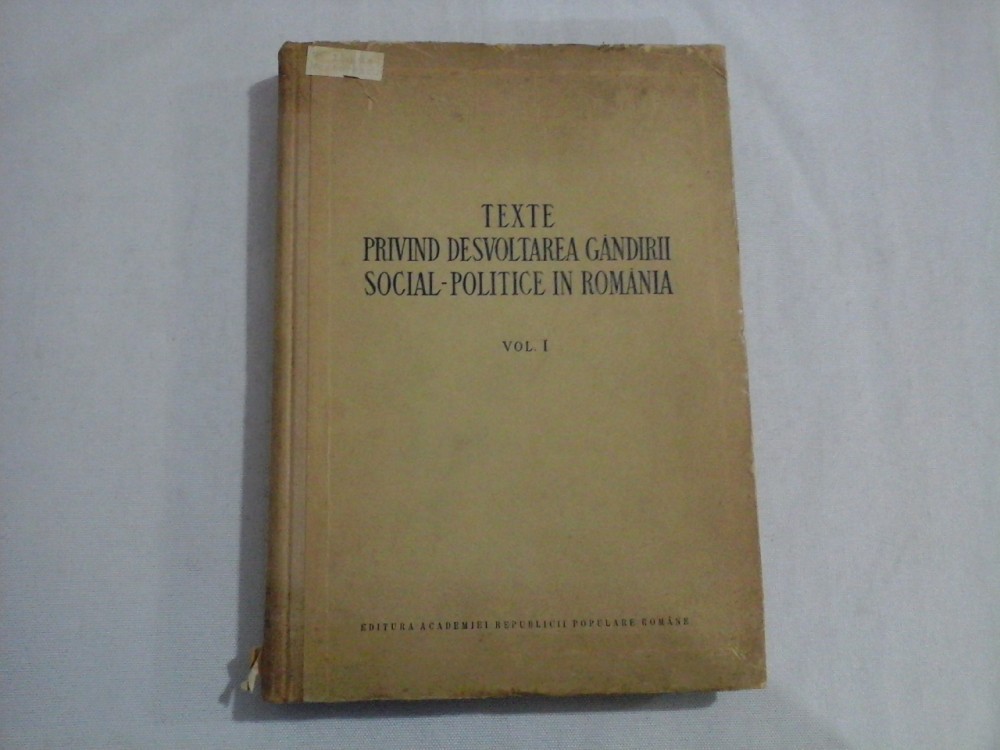 TEXTE
PRIVIND DESVOLTAREA GÂNDIRII
SOCIAL-POLITICE IN ROMÂNIA
VOL. I
EDITURA ACADEMIEI REPUBLICII POPULARE ROMÂNE